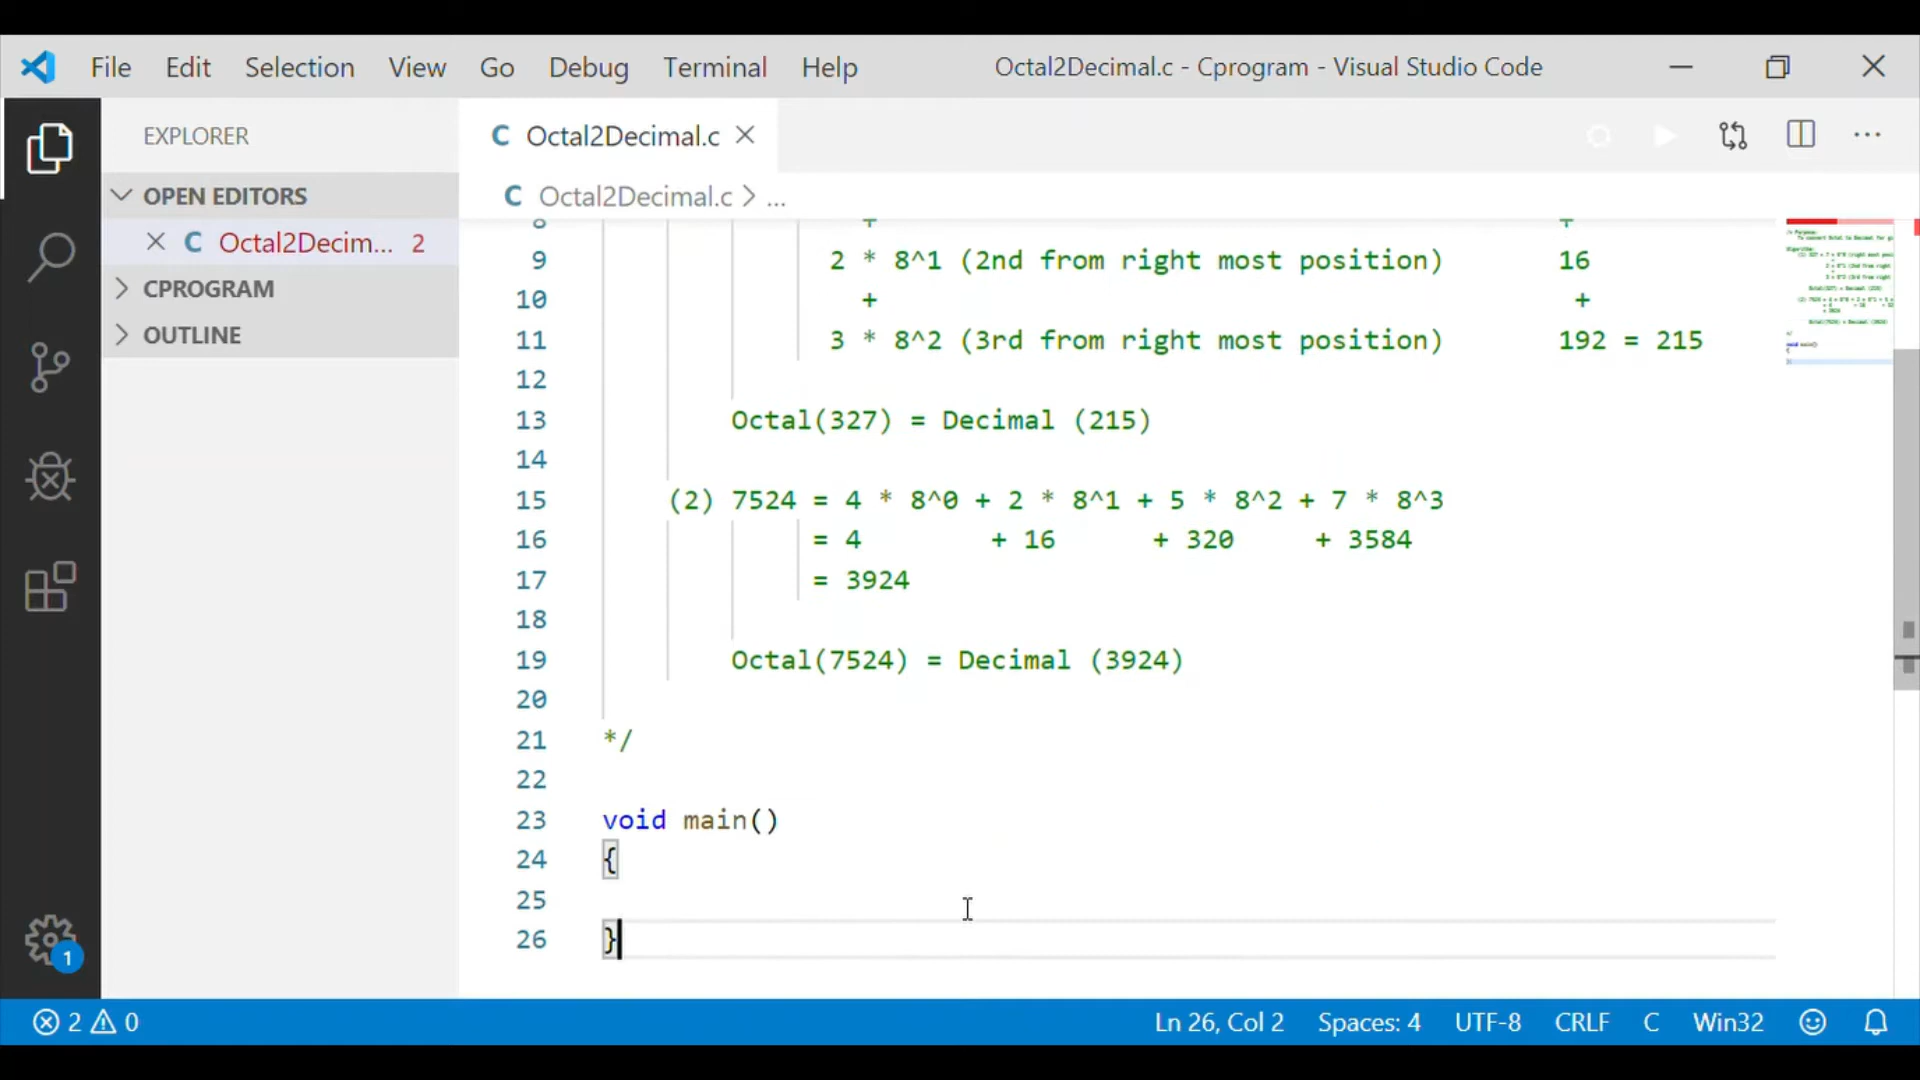 File Edit Selection View Go Debug Terminal Help Octal2Decimal.c - Cprogram - Visual Studio Code
EXPLORER
OPEN EDITORS
Octal2Decim... 2
CPROGRAM
OUTLINE
C Octal2Decimal.c
C Octal2Decimal.c > ...
8 + +
9 2 * 8^1 (2nd from right most position) 16
10 + +
11 3 * 8^2 (3rd from right most position) 192 = 215
12
13 Octal(327) = Decimal (215)
14
15 (2) 7524 = 4 * 8^0 + 2 * 8^1 + 5 * 8^2 + 7 * 8^3
16 = 4 + 16 + 320 + 3584
17 = 3924
18
19 Octal(7524) = Decimal (3924)
20
21 */
22
23 void main()
24 {
25
26 }
1
2 0 Ln 26, Col 2 Spaces: 4 UTF-8 CRLF C Win32